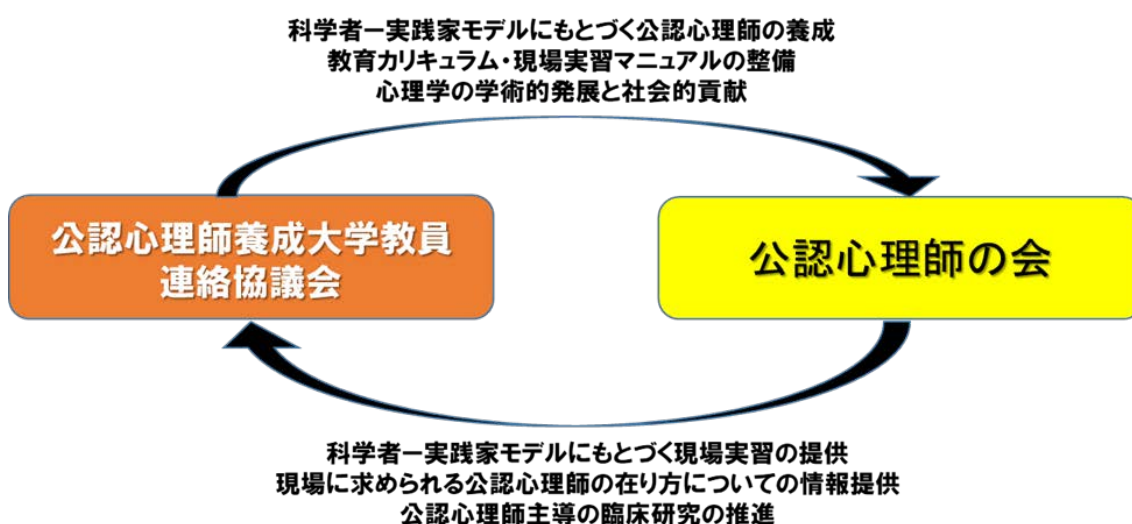 科学者ー実践家モデルにもとづく公認心理師の養成
教育カリキュラム・現場実習マニュアルの整備
心理学の学術的発展と社会的貢献
公認心理師養成大学教員
連絡協議会
公認心理師の会
科学者ー実践家モデルにもとづく現場実習の提供
現場に求められる公認心理師の在り方についての情報提供
公認心理師主導の臨床研究の推進